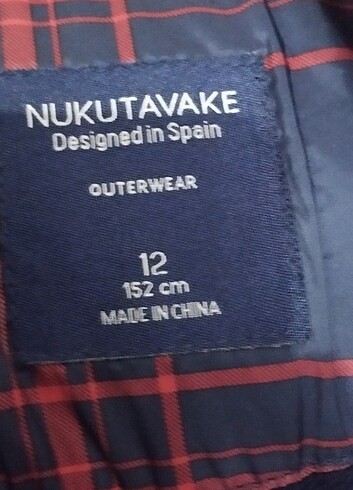 NUKUTAVAKE
Designed in Spain
OUTERWEAR
12
152 cm
MADE IN CHINA